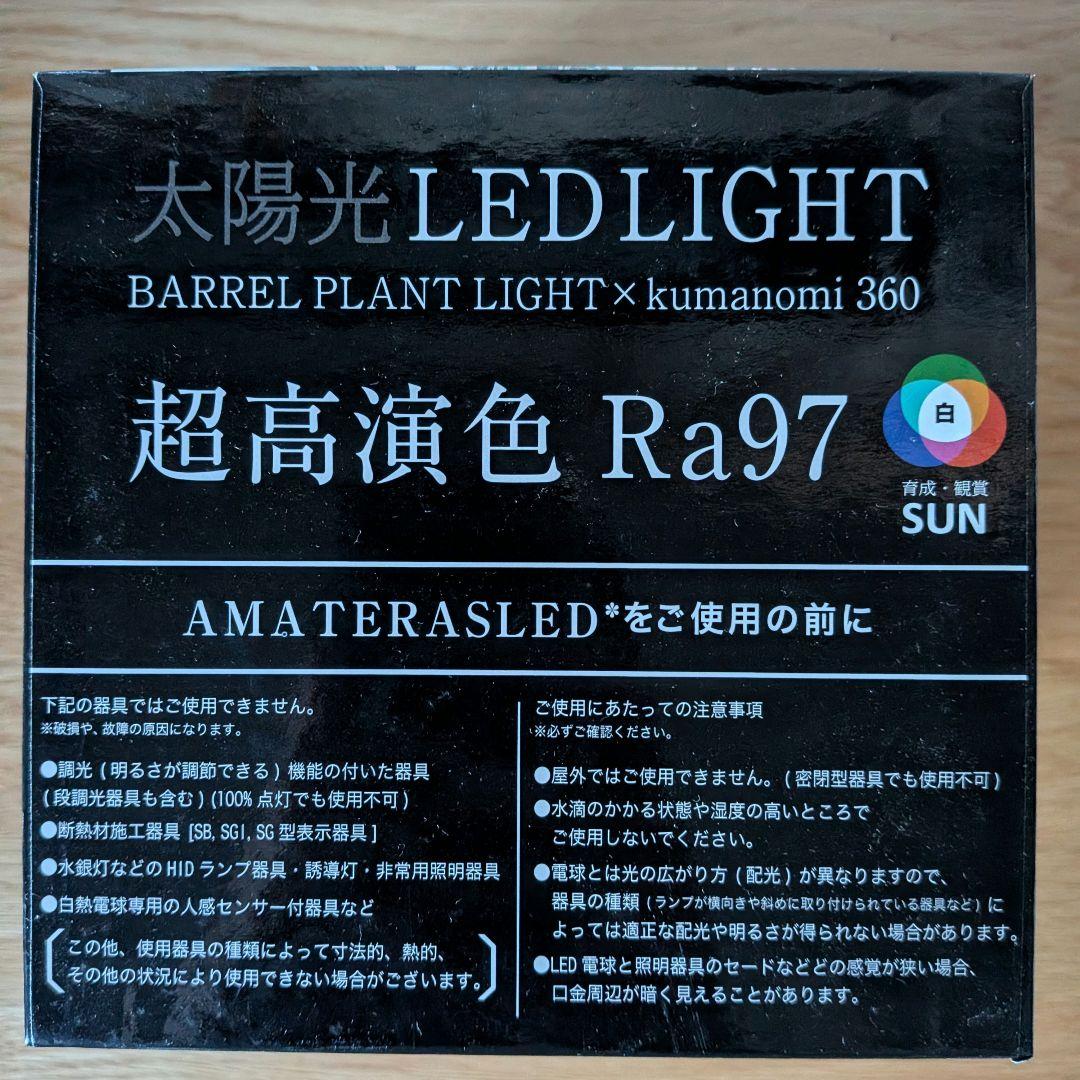 太陽光 LED LIGHT
BARREL PLANT LIGHT×kumanomi 360
超高演色 Ra97
白
育成・観賞
SUN
AMATERASLED*をご使用の前に
下記の器具ではご使用できません。
※破損や、故障の原因になります。
●調光(明るさが調節できる)機能の付いた器具
(段調光器具も含む)(100%点灯でも使用不可)
●断熱材施工器具[SB, SGI, SG型表示器具]
●水銀灯などのHIDランプ器具・誘導灯・非常用照明器具
●白熱電球専用の人感センサー付器具など
この他、使用器具の種類によって寸法的、熱的、
その他の状況により使用できない場合がございます。
ご使用にあたっての注意事項
※必ずご確認ください。
●屋外ではご使用できません。(密閉型器具でも使用不可)
●水滴のかかる状態や湿度の高いところで
ご使用しないでください。
●電球とは光の広がり方(配光)が異なりますので、
器具の種類(ランプが横向きや斜めに取り付けられている器具など)に
よっては適正な配光や明るさが得られない場合があります。
●LED電球と照明器具のセードなどどの感覚が狭い場合、
口金周辺が暗く見えることがあります。